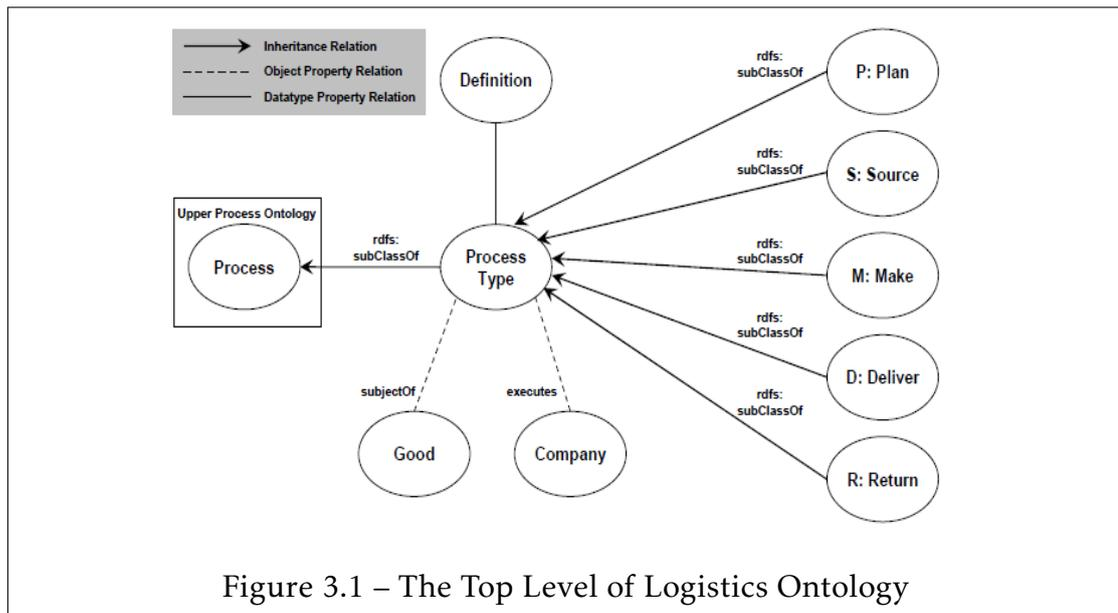 Inheritance Relation
Object Property Relation
Datatype Property Relation
Definition
rdfs:
subClassOf
P: Plan
rdfs:
subClassOf
S: Source
Upper Process Ontology
Process
rdfs:
subClassOf
Process
Type
rdfs:
subClassOf
M: Make
rdfs:
subClassOf
D: Deliver
subjectOf
executes
rdfs:
subClassOf
Good
Company
R: Return
Figure 3.1 – The Top Level of Logistics Ontology